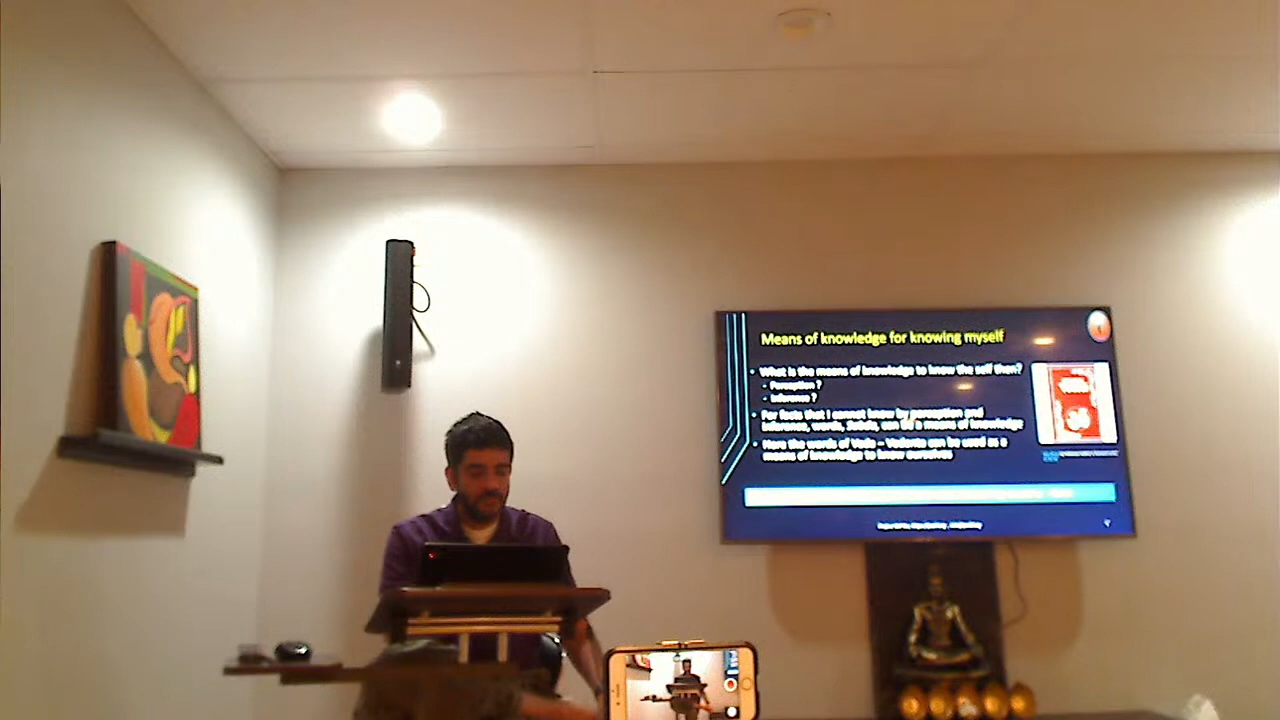 Means of knowledge for knowing myself
What is the means of knowledge to know the self then?
Perception ?
Inference ?
For facts that I cannot know by perception and
inference, words, Sabda, can be a means of knowledge
Here the words of Veda – Vedanta can be used as a
means of knowledge to know ourselves